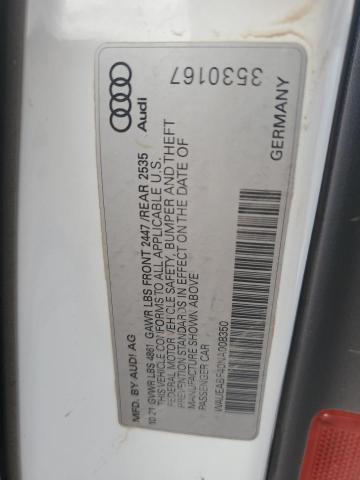 Audi
3530167
MFD. BY AUDI AG
GERMANY
10.21 GVWR LBS 4861 GAWR LBS FRONT 2447/REAR 2535
THIS VEHICLE CONFORMS TO ALL APPLICABLE U.S.
FEDERAL MOTOR VEHICLE SAFETY, BUMPER AND THEFT
PREVENTION STANDARDS IN EFFECT ON THE DATE OF
MANUFACTURE SHOWN ABOVE
PASSENGER CAR